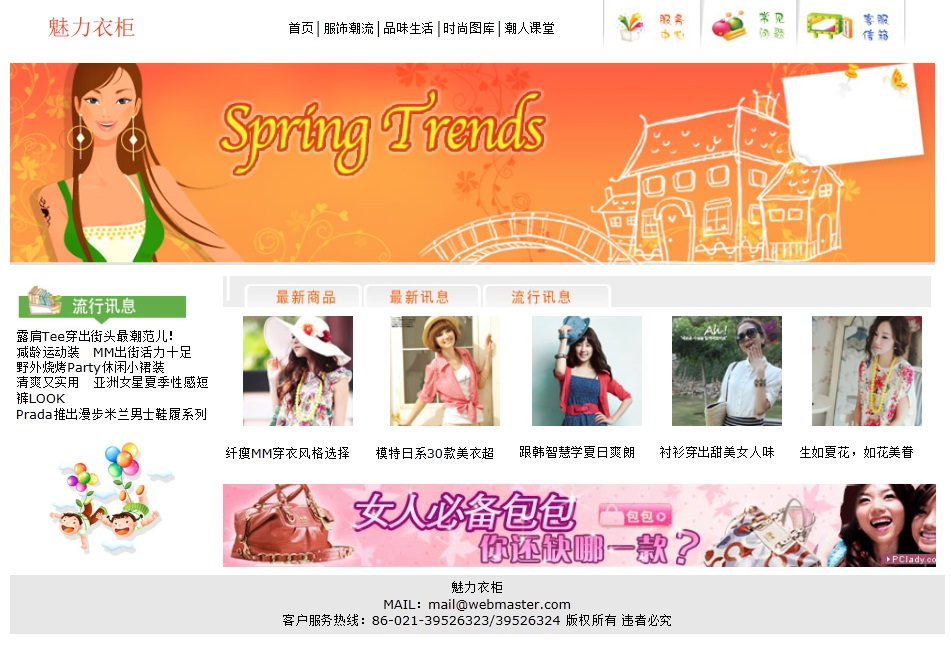 魅力衣柜
首页│服饰潮流│品味生活│时尚图库│潮人课堂
服务
中心
常见
问题
客服
信箱
Spring Trends
流行讯息
露肩Tee穿出街头最潮范儿!
减龄运动装　MM出街活力十足
野外烧烤Party休闲小裙装
清爽又实用　亚洲女星夏季性感短
裤LOOK
Prada推出漫步米兰男士鞋履系列
最新商品
最新讯息
流行讯息
Ah!
纤瘦MM穿衣风格选择
模特日系30款美衣超
跟韩智慧学夏日爽朗
衬衫穿出甜美女人味
生如夏花，如花美眷
女人必备包包
包包
你还缺哪一款？
PClady.co
魅力衣柜
MAIL：mail@webmaster.com
客户服务热线：86-021-39526323/39526324 版权所有 违者必究